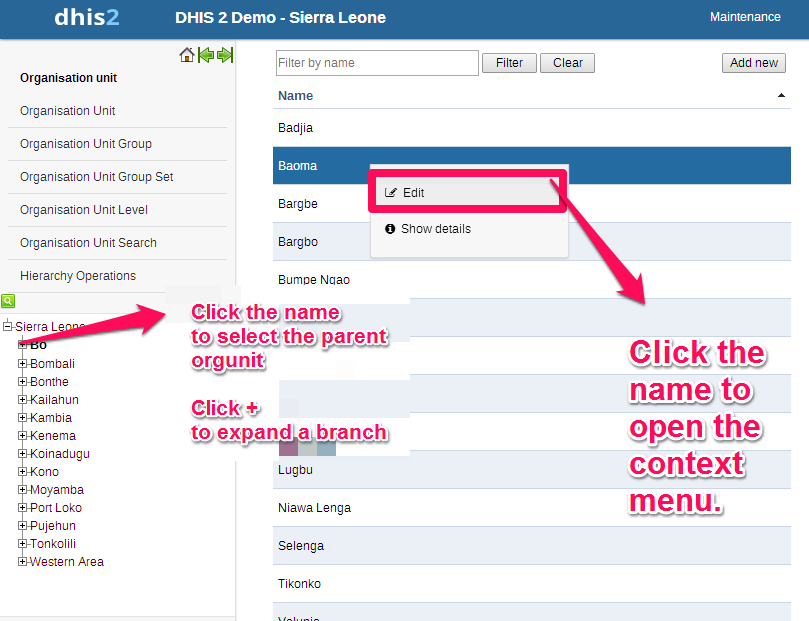 dhis2
DHIS 2 Demo - Sierra Leone
Maintenance
Organisation unit
Organisation Unit
Organisation Unit Group
Organisation Unit Group Set
Organisation Unit Level
Organisation Unit Search
Hierarchy Operations
Sierra Leone
Bo
Bombali
Bonthe
Kailahun
Kambia
Kenema
Koinadugu
Kono
Moyamba
Port Loko
Pujehun
Tonkolili
Western Area
Click the name
to select the parent
orgunit
Click +
to expand a branch
Filter by name
Filter
Clear
Add new
Name
Badjia
Baoma
Bargbe
Bargbo
Bumpe Ngao
Lugbu
Niawa Lenga
Selenga
Tikonko
Edit
Show details
Click the
name to
open the
context
menu.